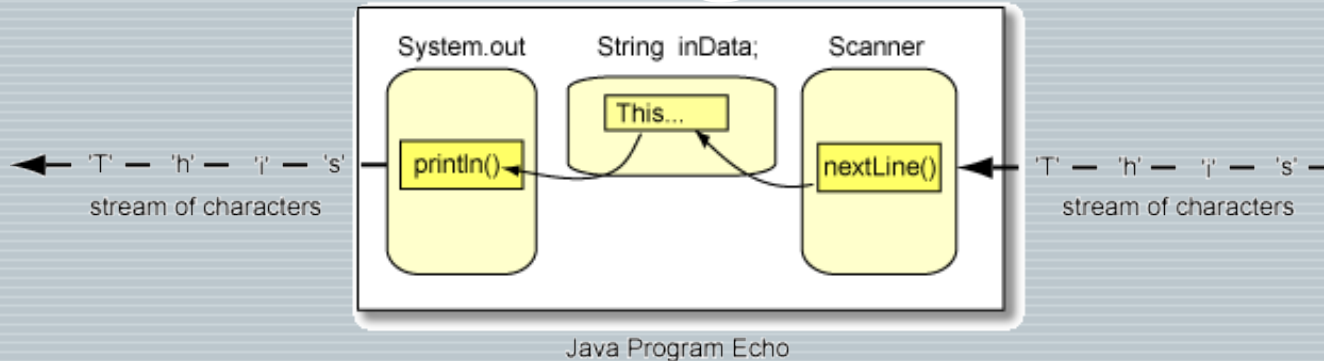 System.out
String inData;
Scanner
This...
println()
nextLine()
'T' — 'h' — 'i' — 's'
stream of characters
'T' — 'h' — 'i' — 's'
stream of characters
Java Program Echo